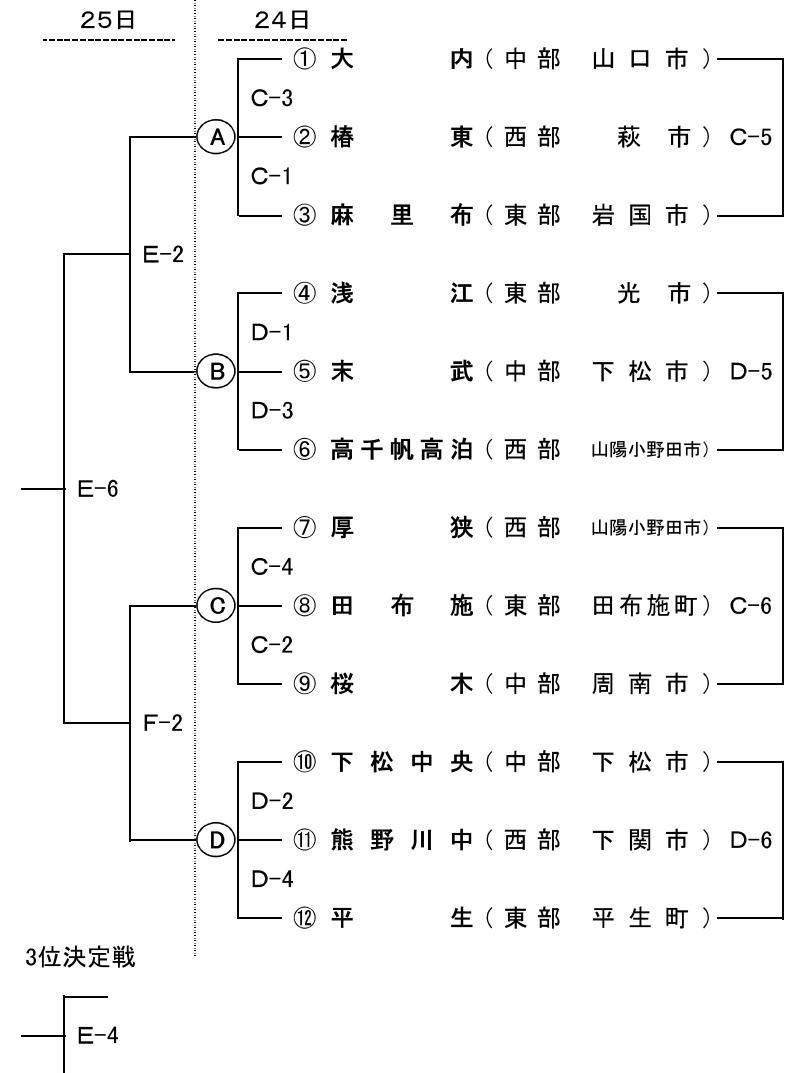 25日 24日
① 大内(中部 山口市)
C-3
Ⓐ ② 椿東(西部 萩市) C-5
C-1
③ 麻里布(東部 岩国市)
E-2
④ 浅江(東部 光市)
D-1
Ⓑ ⑤ 末武(中部 下松市) D-5
D-3
⑥ 高千帆高泊(西部 山陽小野田市)
E-6
⑦ 厚狭(西部 山陽小野田市)
C-4
Ⓒ ⑧ 田布施(東部 田布施町) C-6
C-2
⑨ 桜木(中部 周南市)
F-2
⑩ 下松中央(中部 下松市)
D-2
Ⓓ ⑪ 熊野川中(西部 下関市) D-6
D-4
⑫ 平生(東部 平生町)
3位決定戦
E-4